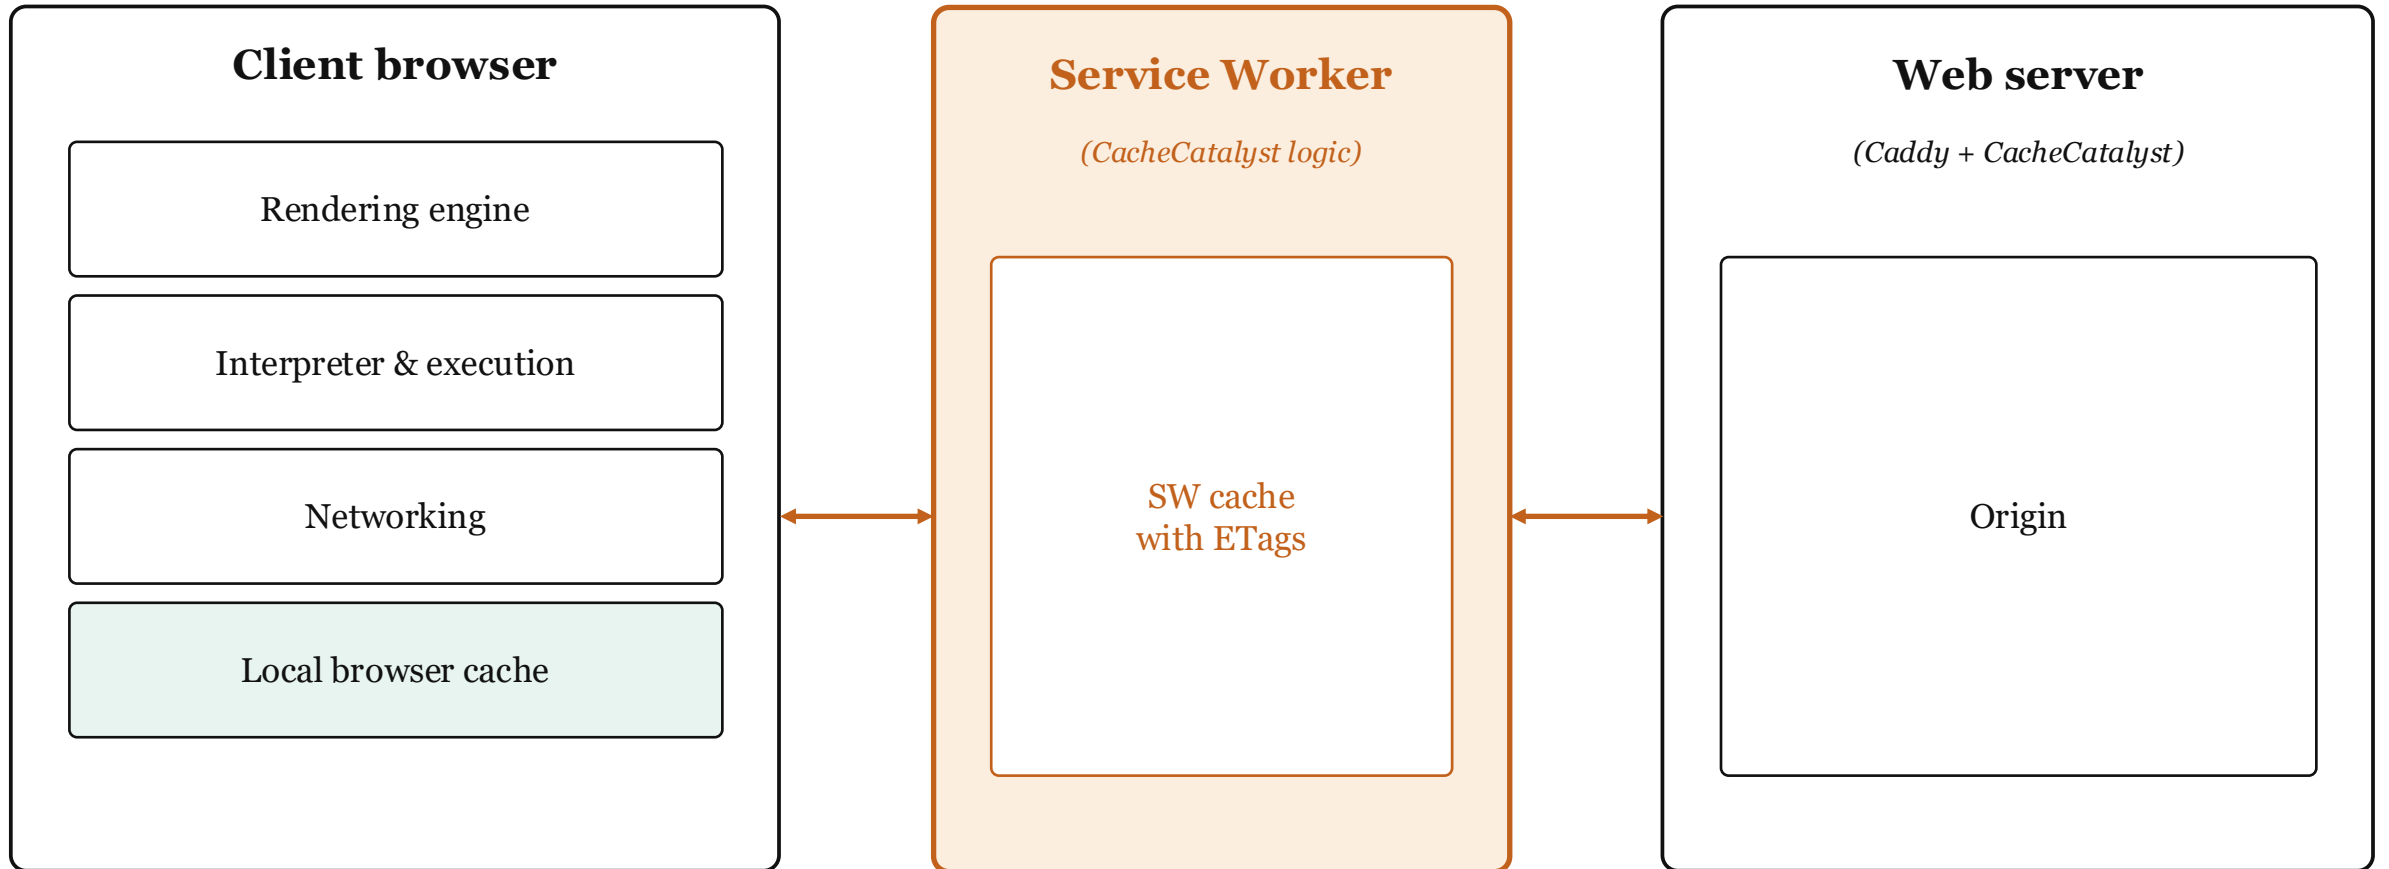 Client browser
Rendering engine
Interpreter & execution
Networking
Local browser cache
Service Worker
(CacheCatalyst logic)
SW cache
with ETags
Web server
(Caddy + CacheCatalyst)
Origin